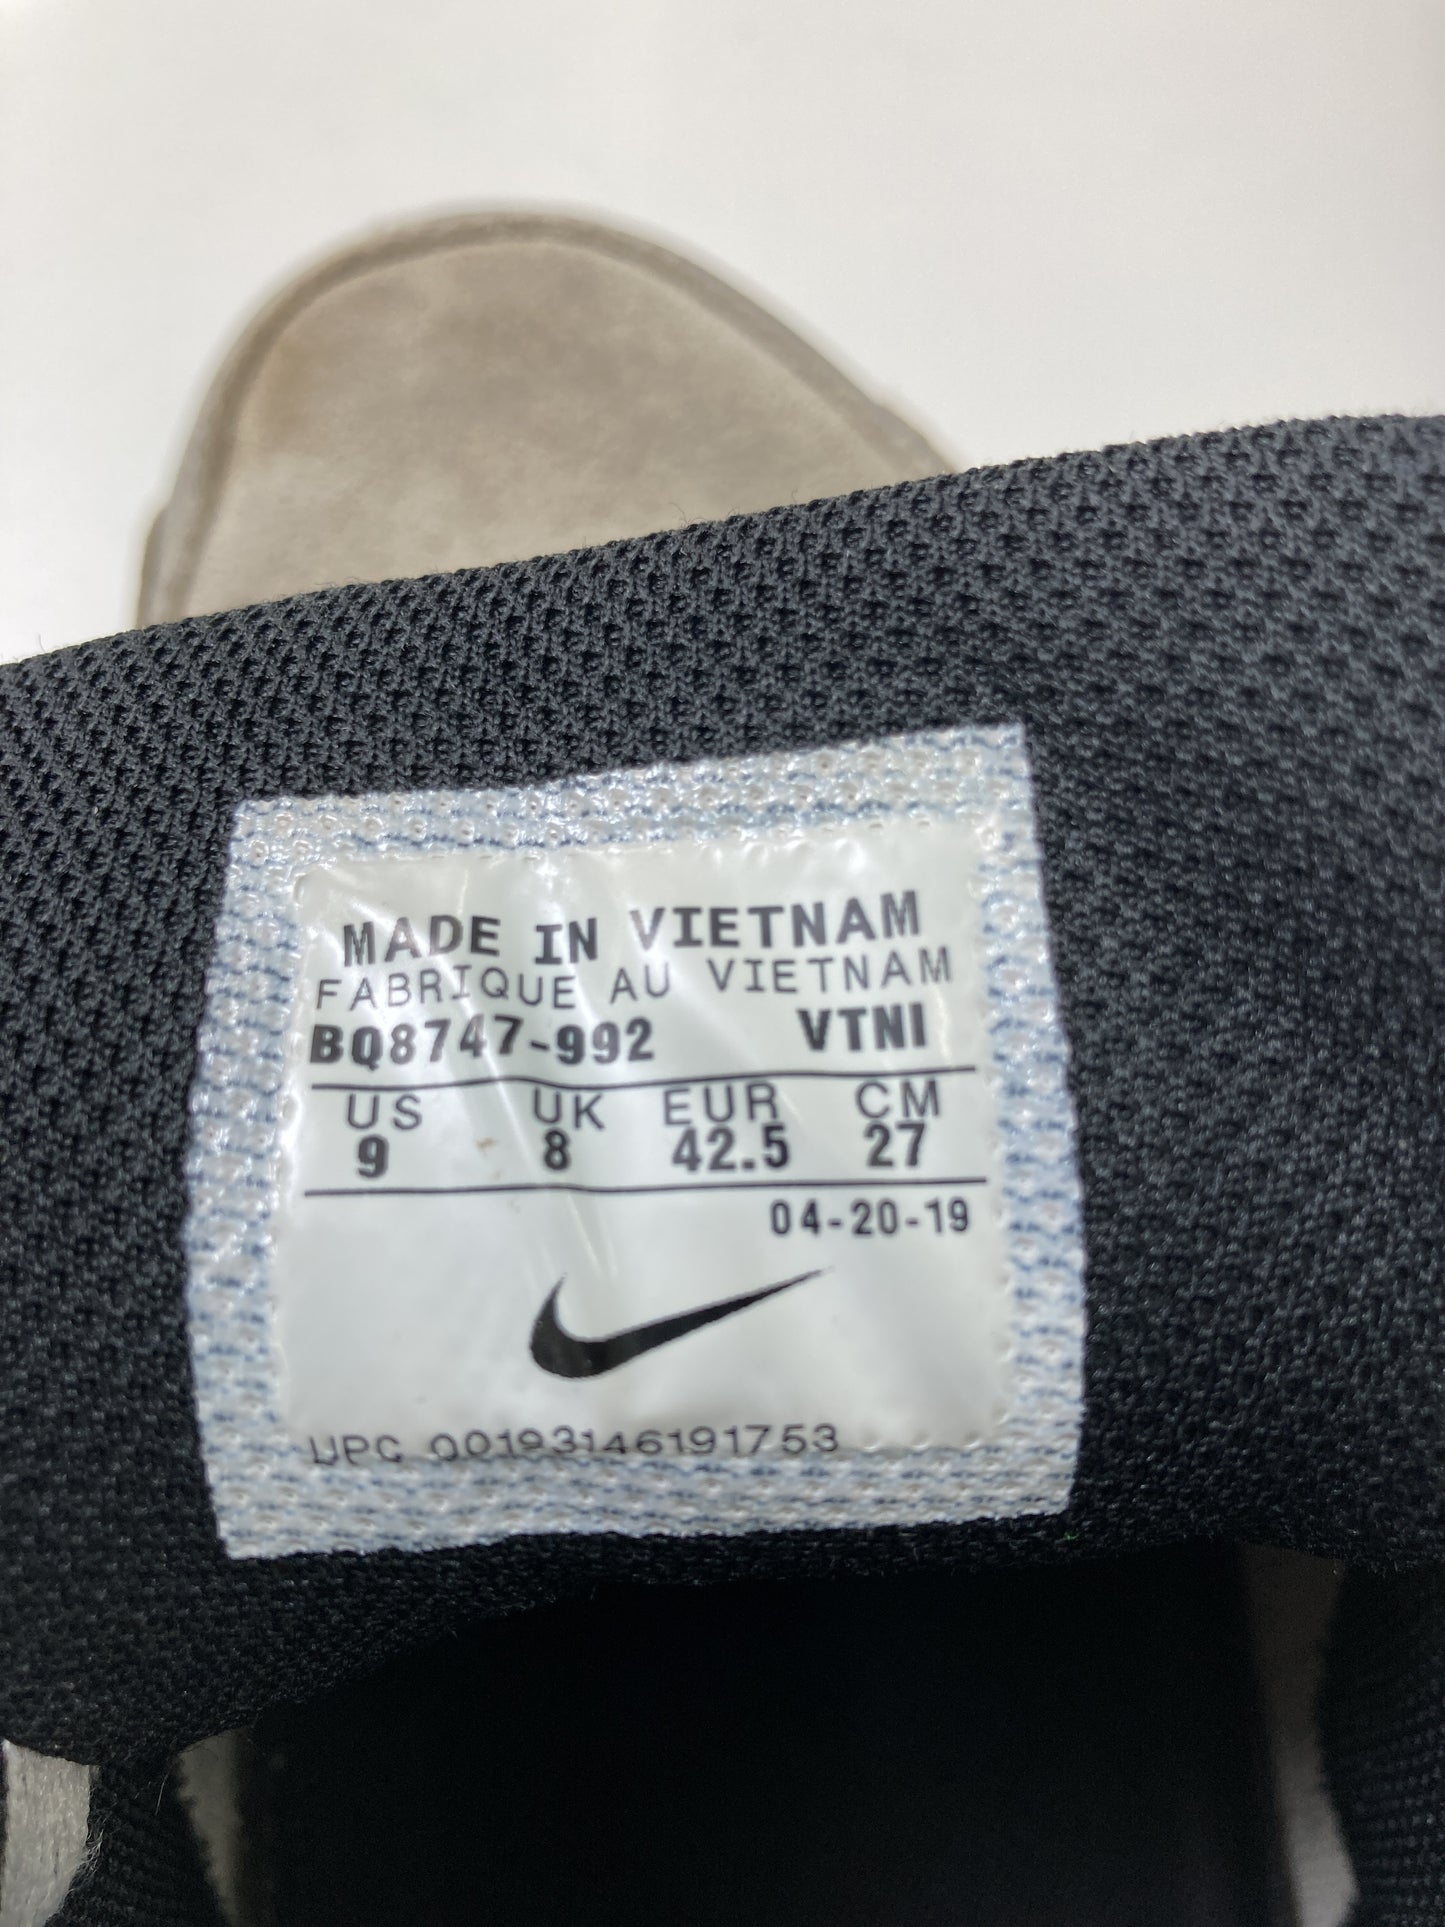 MADE IN VIETNAM
FABRIQUE AU VIETNAM
BQ8747-992 VTNI
US UK EUR CM
9 8 42.5 27
04-20-19
UPC 00193146191753